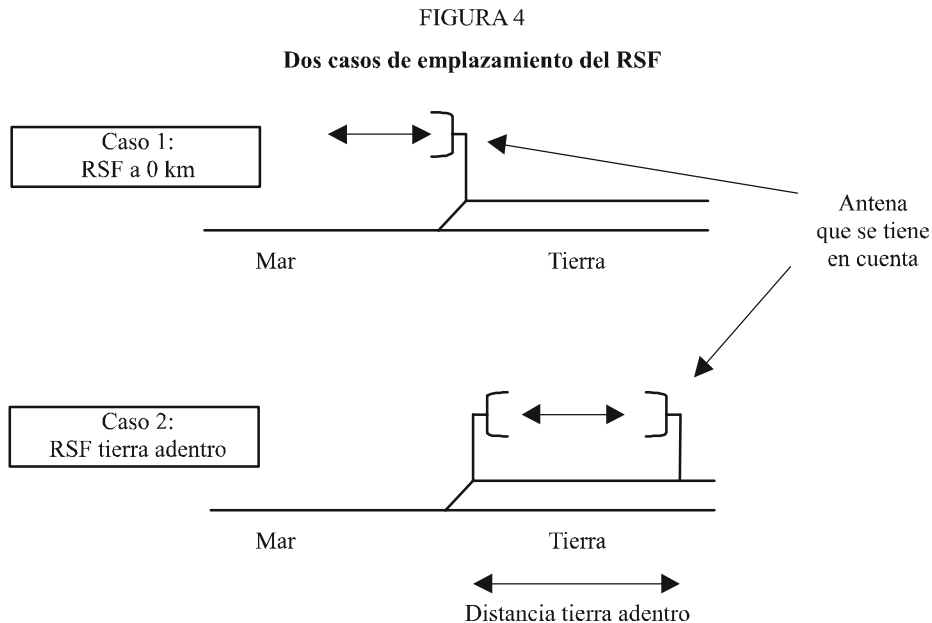 FIGURA 4
Dos casos de emplazamiento del RSF
Caso 1:
RSF a 0 km
Antena
que se tiene
en cuenta
Mar
Tierra
Caso 2:
RSF tierra adentro
Mar
Tierra
Distancia tierra adentro